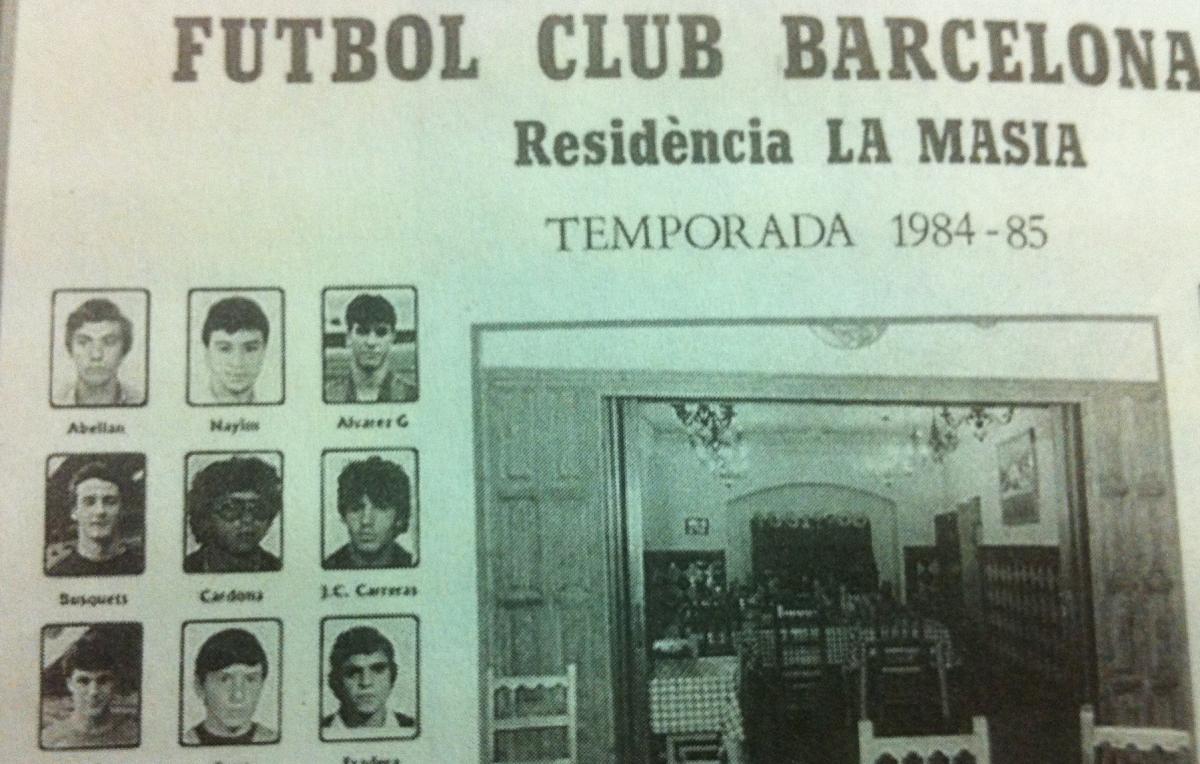 FUTBOL CLUB BARCELONA
Residència LA MASIA
TEMPORADA 1984-85
Abellan Nayim Alvarez G
Busquets Cardona J.C. Carreras